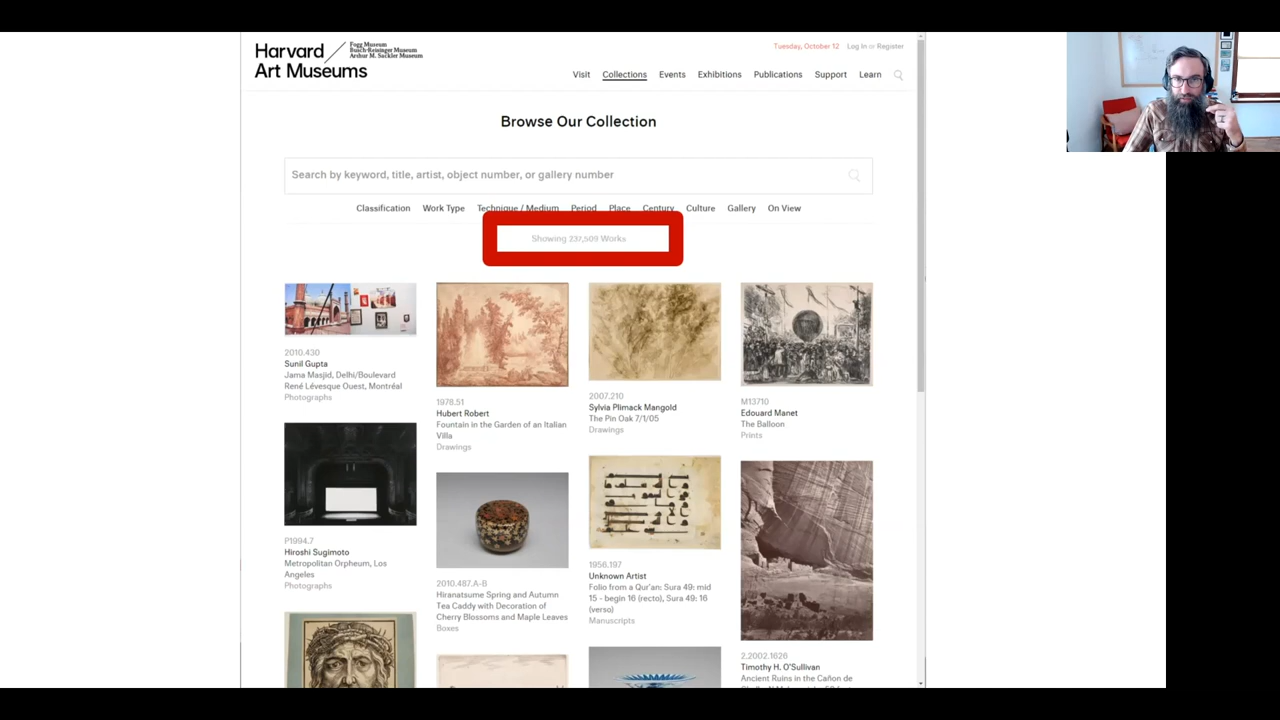 Harvard
Art Museums
Fogg Museum
Busch-Reisinger Museum
Arthur M. Sackler Museum
Tuesday, October 12 Log In or Register
Visit Collections Events Exhibitions Publications Support Learn
Browse Our Collection
Search by keyword, title, artist, object number, or gallery number
Classification Work Type Technique / Medium Period Place Century Culture Gallery On View
Showing 237,509 Works
2010.430
Sunil Gupta
Jama Masjid, Delhi/Boulevard
René Lévesque Ouest, Montréal
Photographs
1978.51
Hubert Robert
Fountain in the Garden of an Italian
Villa
Drawings
2007.210
Sylvia Plimack Mangold
The Pin Oak 7/1/05
Drawings
M13710
Edouard Manet
The Balloon
Prints
P1994.7
Hiroshi Sugimoto
Metropolitan Orpheum, Los
Angeles
Photographs
2010.487.A-B
Hiranatsume Spring and Autumn
Tea Caddy with Decoration of
Cherry Blossoms and Maple Leaves
Boxes
1956.197
Unknown Artist
Folio from a Qur'an: Sura 49: mid
15 - begin 16 (recto), Sura 49: 16
(verso)
Manuscripts
2.2002.1626
Timothy H. O'Sullivan
Ancient Ruins in the Cañon de